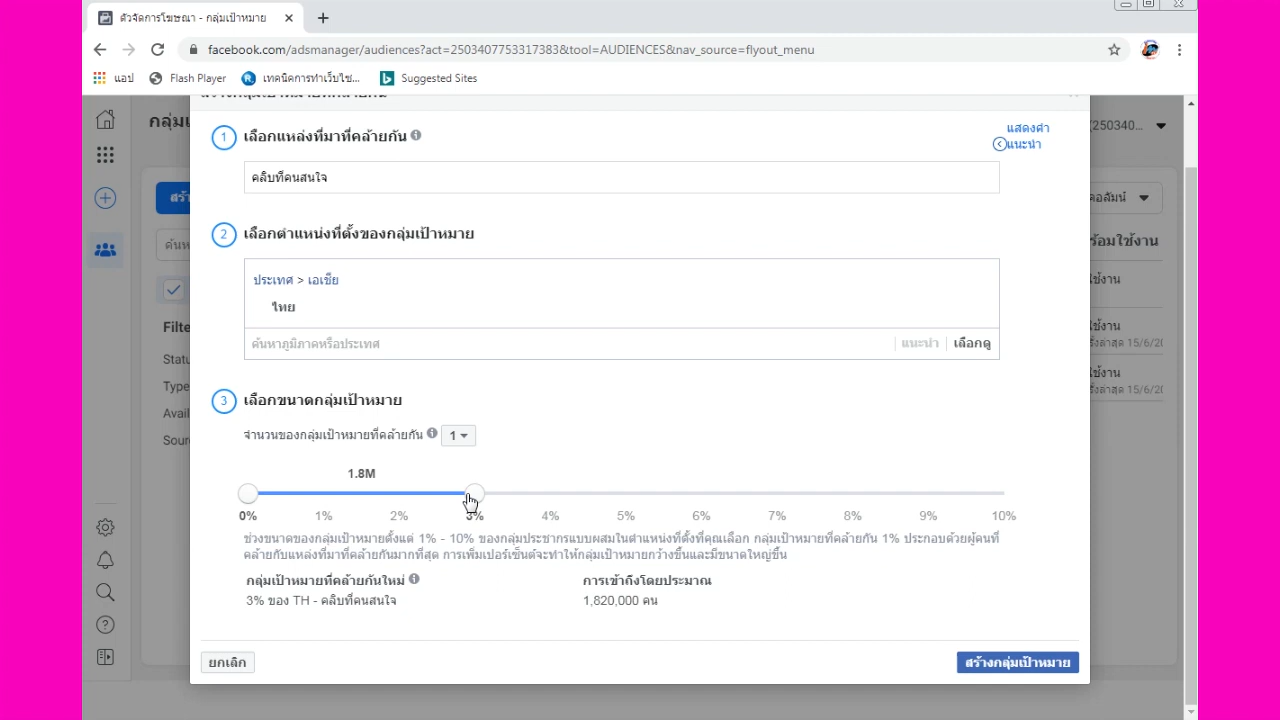 ตัวจัดการโฆษณา - กลุ่มเป้าหมาย
facebook.com/adsmanager/audiences?act=2503407753317383&tool=AUDIENCES&nav_source=flyout_menu
แอป Flash Player เทคนิคการทำเว็บไซ... Suggested Sites
สร้างกลุ่มเป้าหมายที่คล้ายกัน
(250340...
1 เลือกแหล่งที่มาที่คล้ายกัน
แสดงคำ
แนะนำ
คลิบที่คนสนใจ
2 เลือกตำแหน่งที่ตั้งของกลุ่มเป้าหมาย
ประเทศ > เอเชีย
ไทย
ค้นหาภูมิภาคหรือประเทศ แนะนำ เลือกดู
3 เลือกขนาดกลุ่มเป้าหมาย
จำนวนของกลุ่มเป้าหมายที่คล้ายกัน 1
1.8M
0% 1% 2% 3% 4% 5% 6% 7% 8% 9% 10%
ช่วงขนาดของกลุ่มเป้าหมายตั้งแต่ 1% - 10% ของกลุ่มประชากรแบบผสมในตำแหน่งที่ตั้งที่คุณเลือก กลุ่มเป้าหมายที่คล้ายกัน 1% ประกอบด้วยผู้คนที่
คล้ายกับแหล่งที่มาที่คล้ายกันมากที่สุด การเพิ่มเปอร์เซ็นต์จะทำให้กลุ่มเป้าหมายกว้างขึ้นและมีขนาดใหญ่ขึ้น
กลุ่มเป้าหมายที่คล้ายกันใหม่ การเข้าถึงโดยประมาณ
3% ของ TH - คลิบที่คนสนใจ 1,820,000 คน
ยกเลิก สร้างกลุ่มเป้าหมาย